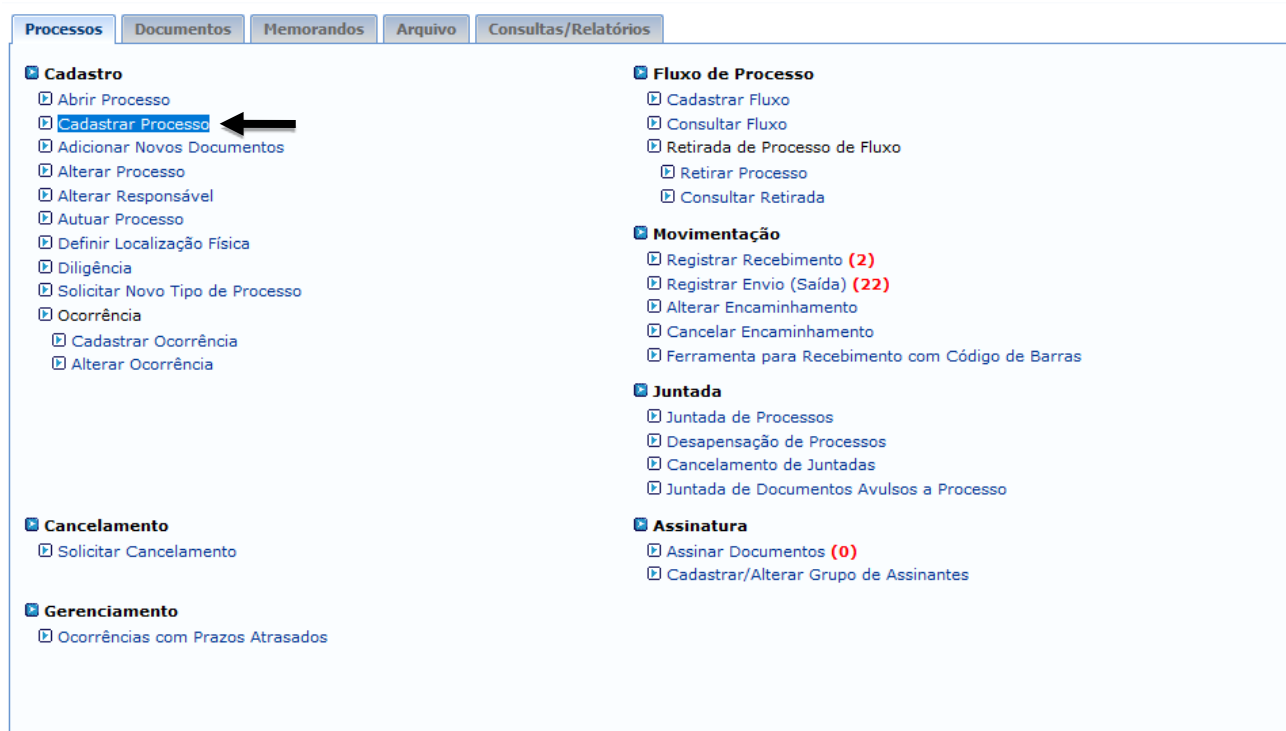 Processos
Documentos
Memorandos
Arquivo
Consultas/Relatórios
Cadastro
Abrir Processo
Cadastrar Processo
Adicionar Novos Documentos
Alterar Processo
Alterar Responsável
Autuar Processo
Definir Localização Física
Diligência
Solicitar Novo Tipo de Processo
Ocorrência
Cadastrar Ocorrência
Alterar Ocorrência
Cancelamento
Solicitar Cancelamento
Gerenciamento
Ocorrências com Prazos Atrasados
Fluxo de Processo
Cadastrar Fluxo
Consultar Fluxo
Retirada de Processo de Fluxo
Retirar Processo
Consultar Retirada
Movimentação
Registrar Recebimento (2)
Registrar Envio (Saída) (22)
Alterar Encaminhamento
Cancelar Encaminhamento
Ferramenta para Recebimento com Código de Barras
Juntada
Juntada de Processos
Desapensação de Processos
Cancelamento de Juntadas
Juntada de Documentos Avulsos a Processo
Assinatura
Assinar Documentos (0)
Cadastrar/Alterar Grupo de Assinantes